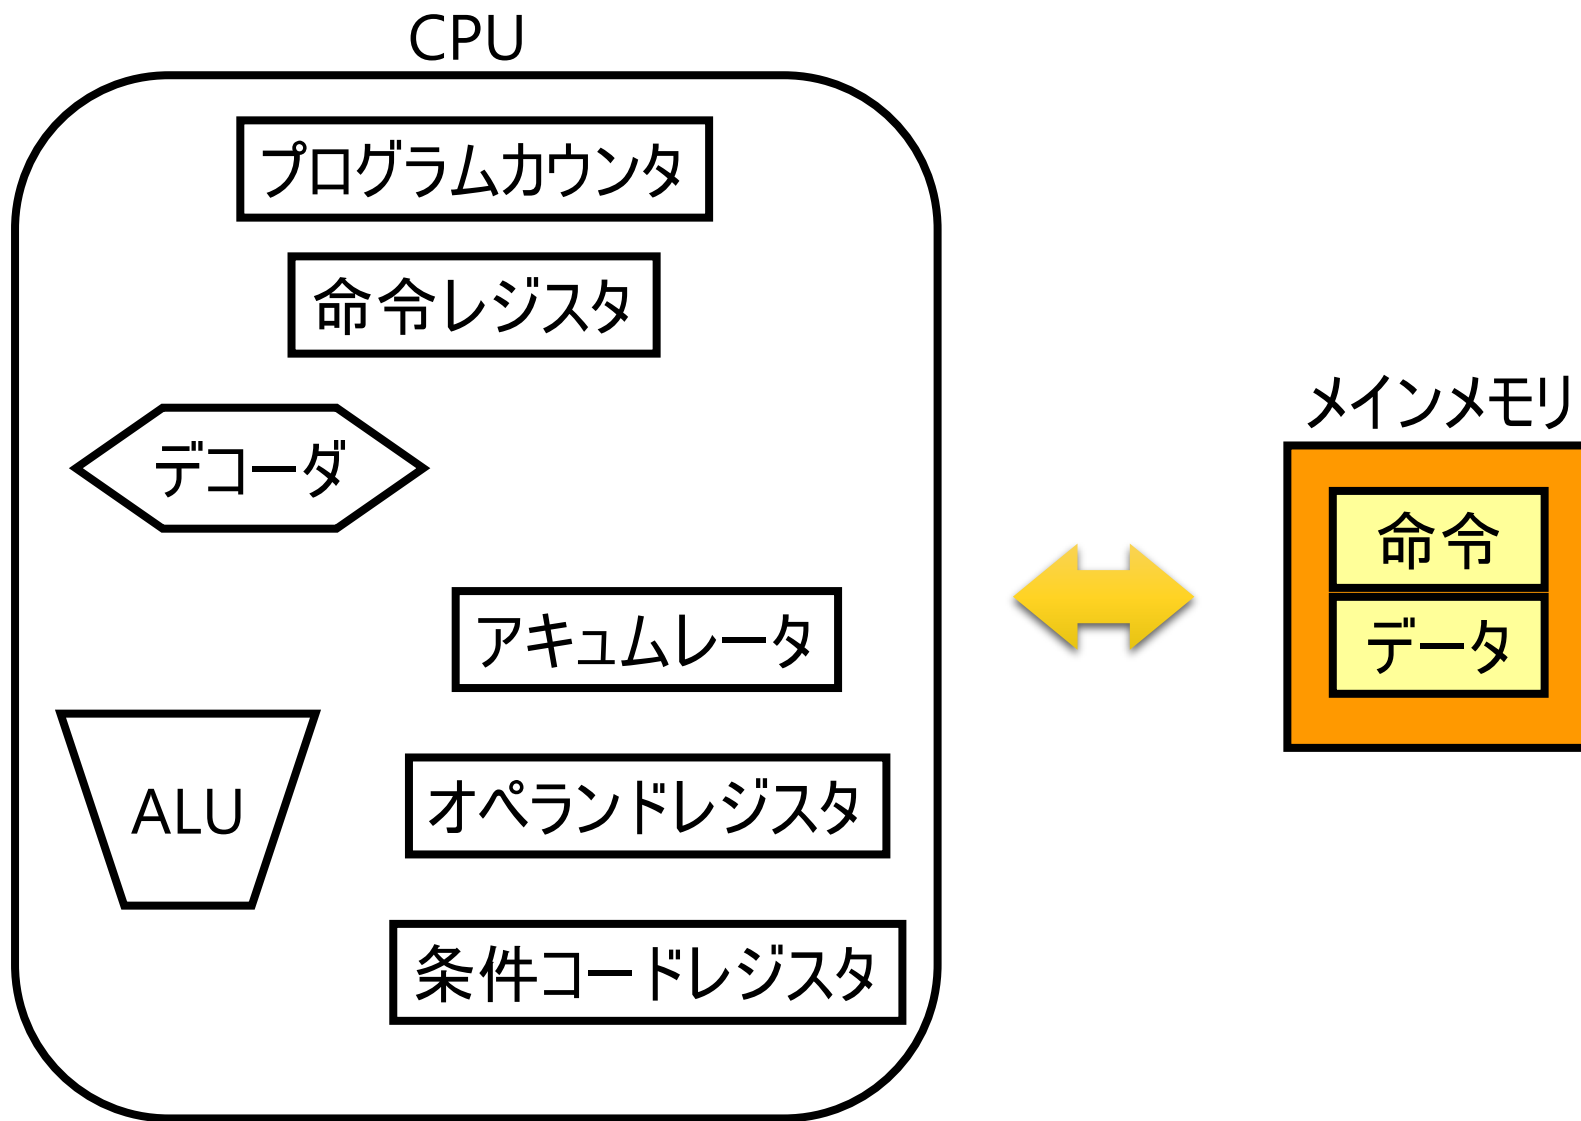 CPU
プログラムカウンタ
命令レジスタ
デコーダ
メインメモリ
命令
データ
アキュムレータ
ALU
オペランドレジスタ
条件コードレジスタ